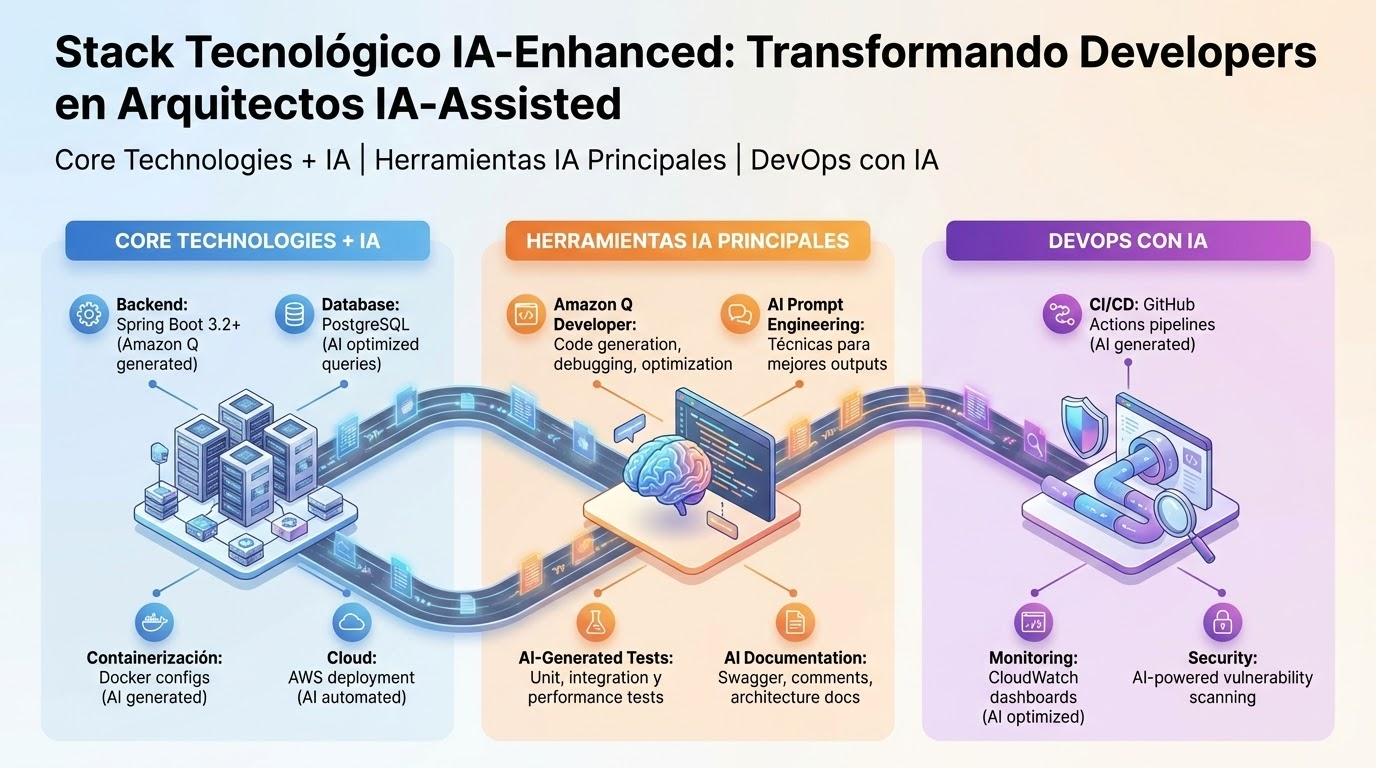 Stack Tecnológico IA-Enhanced: Transformando Developers
en Arquitectos IA-Assisted
Core Technologies + IA | Herramientas IA Principales | DevOps con IA
CORE TECHNOLOGIES + IA
Backend:
Spring Boot 3.2+
(Amazon Q
generated)
Database:
PostgreSQL
(AI optimized
queries)
Containerización:
Docker configs
(AI generated)
Cloud:
AWS deployment
(AI automated)
HERRAMIENTAS IA PRINCIPALES
Amazon Q
Developer:
Code generation,
debugging, optimization
AI Prompt
Engineering:
Técnicas para
mejores outputs
AI-Generated Tests:
Unit, integration y
performance tests
AI Documentation:
Swagger, comments,
architecture docs
DEVOPS CON IA
CI/CD: GitHub
Actions pipelines
(AI generated)
Monitoring:
CloudWatch
dashboards
(AI optimized)
Security:
AI-powered vulnerability
scanning